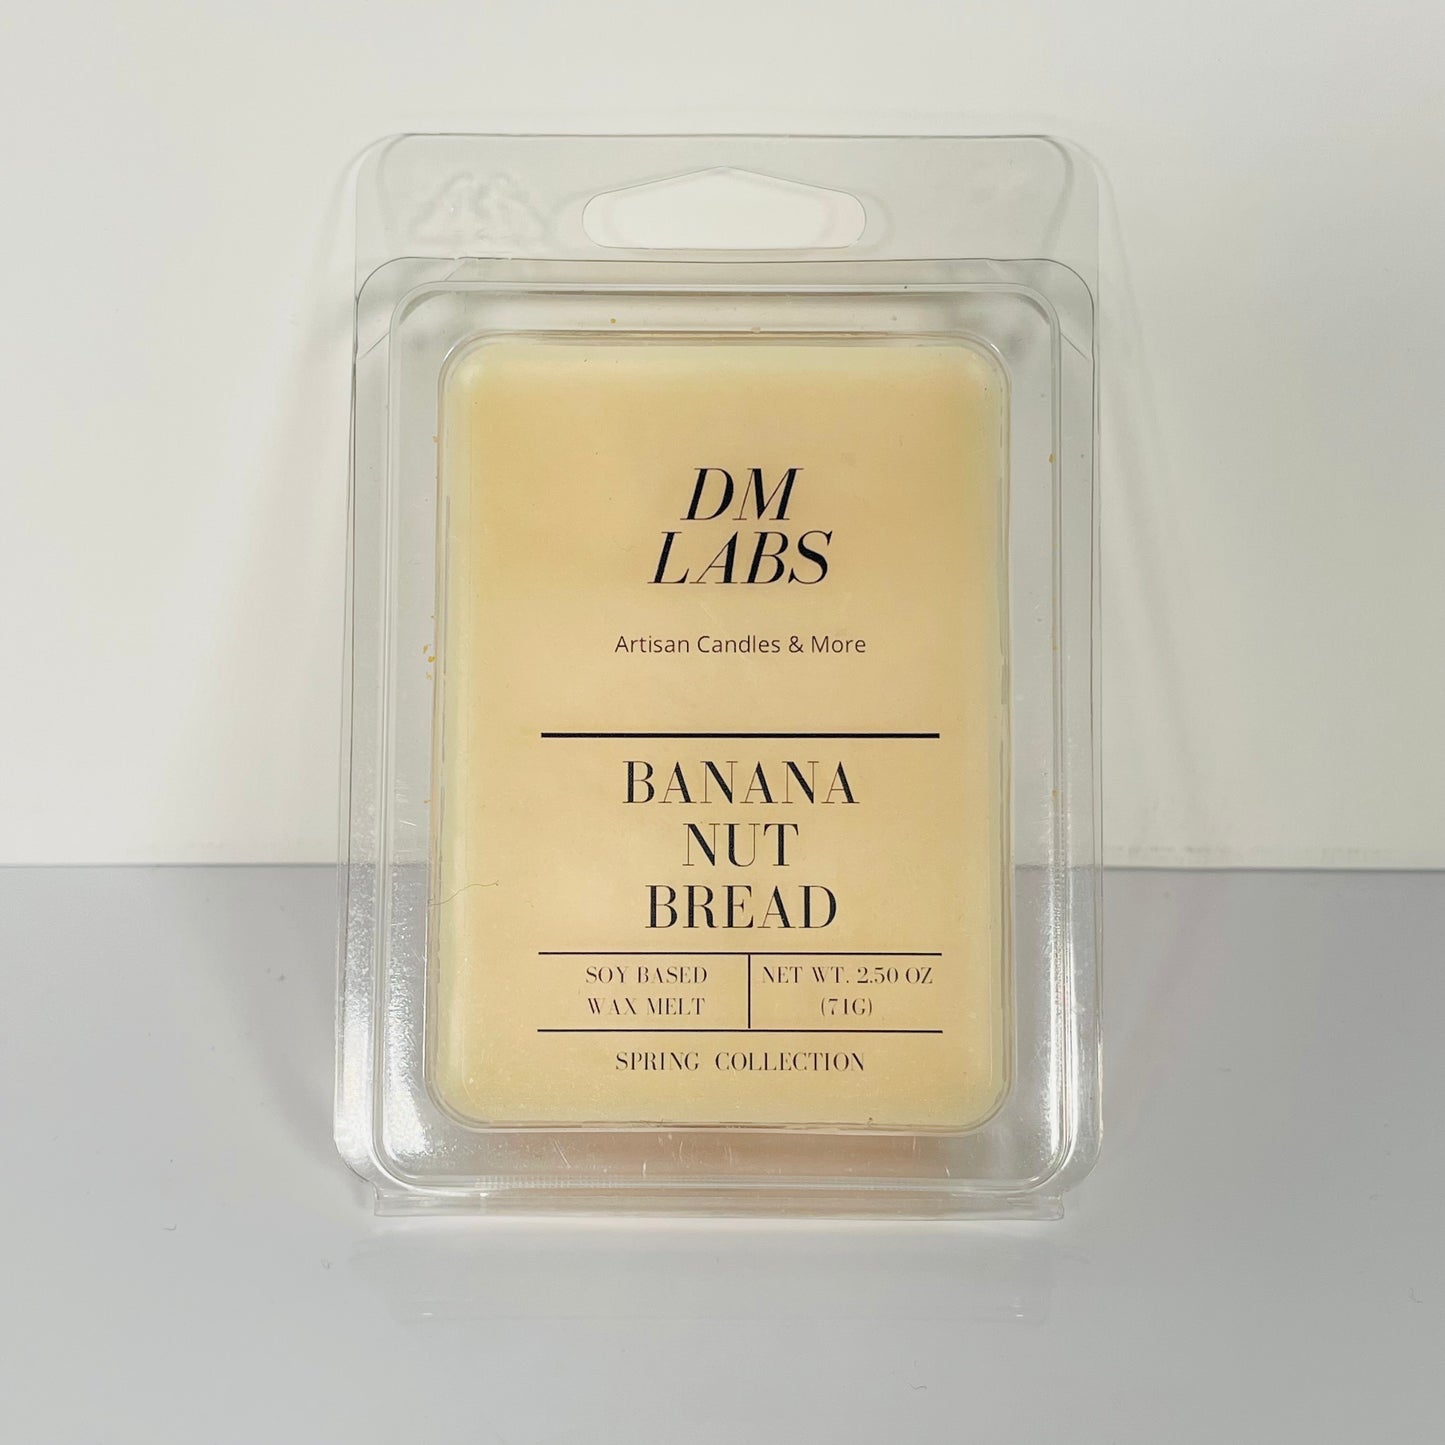 DM
LABS
Artisan Candles & More
BANANA
NUT
BREAD
SOY BASED
WAX MELT
NET WT. 2.50 OZ
(71G)
SPRING COLLECTION